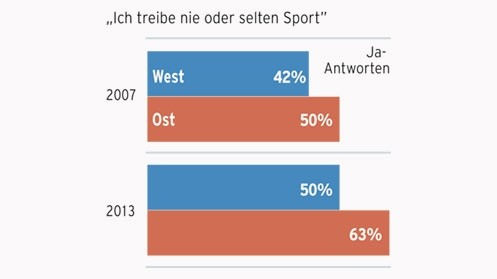 „Ich treibe nie oder selten Sport”
Ja-
Antworten
2007
West 42%
Ost 50%
2013
50%
63%